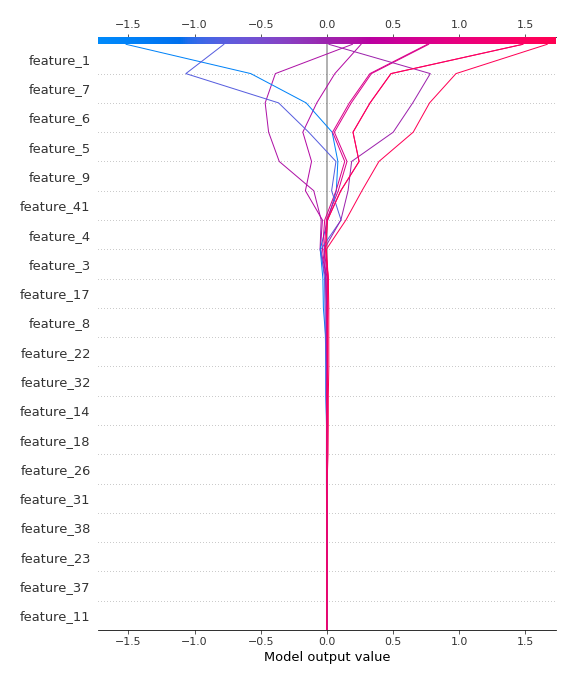 −1.5 −1.0 −0.5 0.0 0.5 1.0 1.5
feature_1
feature_7
feature_6
feature_5
feature_9
feature_41
feature_4
feature_3
feature_17
feature_8
feature_22
feature_32
feature_14
feature_18
feature_26
feature_31
feature_38
feature_23
feature_37
feature_11
−1.5 −1.0 −0.5 0.0 0.5 1.0 1.5
Model output value